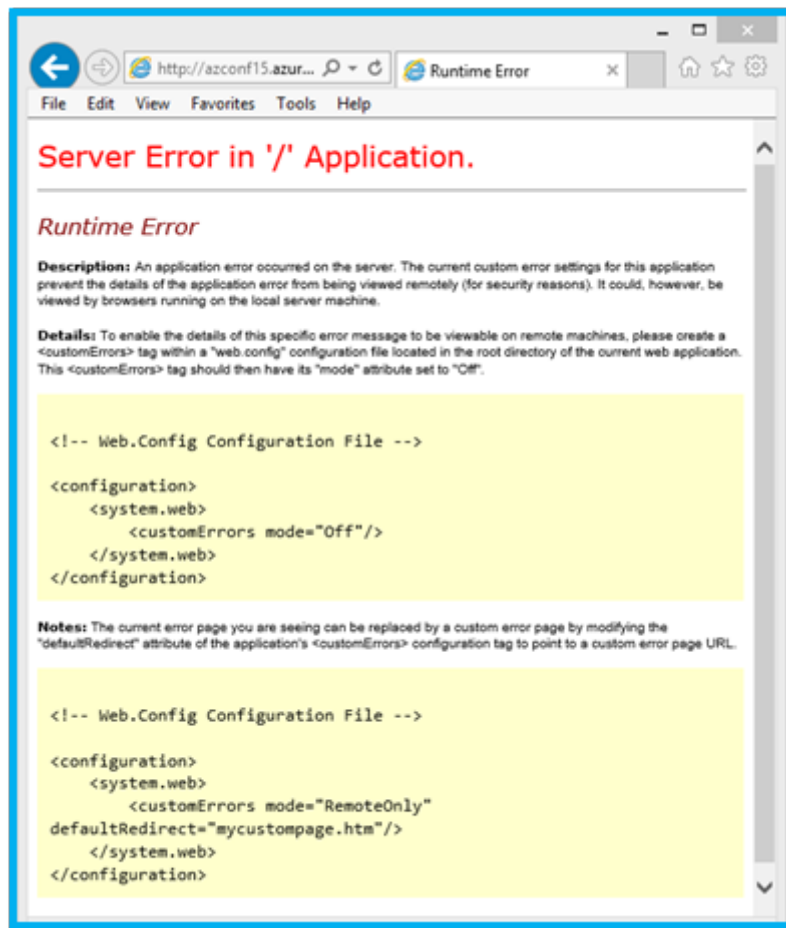 http://azconf15.azur...
Runtime Error
File Edit View Favorites Tools Help
Server Error in '/' Application.
Runtime Error
Description: An application error occurred on the server. The current custom error settings for this application
prevent the details of the application error from being viewed remotely (for security reasons). It could, however, be
viewed by browsers running on the local server machine.
Details: To enable the details of this specific error message to be viewable on remote machines, please create a
<customErrors> tag within a "web.config" configuration file located in the root directory of the current web application.
This <customErrors> tag should then have its "mode" attribute set to "Off".
<!-- Web.Config Configuration File -->
<configuration>
    <system.web>
        <customErrors mode="Off"/>
    </system.web>
</configuration>
Notes: The current error page you are seeing can be replaced by a custom error page by modifying the
"defaultRedirect" attribute of the application's <customErrors> configuration tag to point to a custom error page URL.
<!-- Web.Config Configuration File -->
<configuration>
    <system.web>
        <customErrors mode="RemoteOnly"
defaultRedirect="mycustompage.htm"/>
    </system.web>
</configuration>